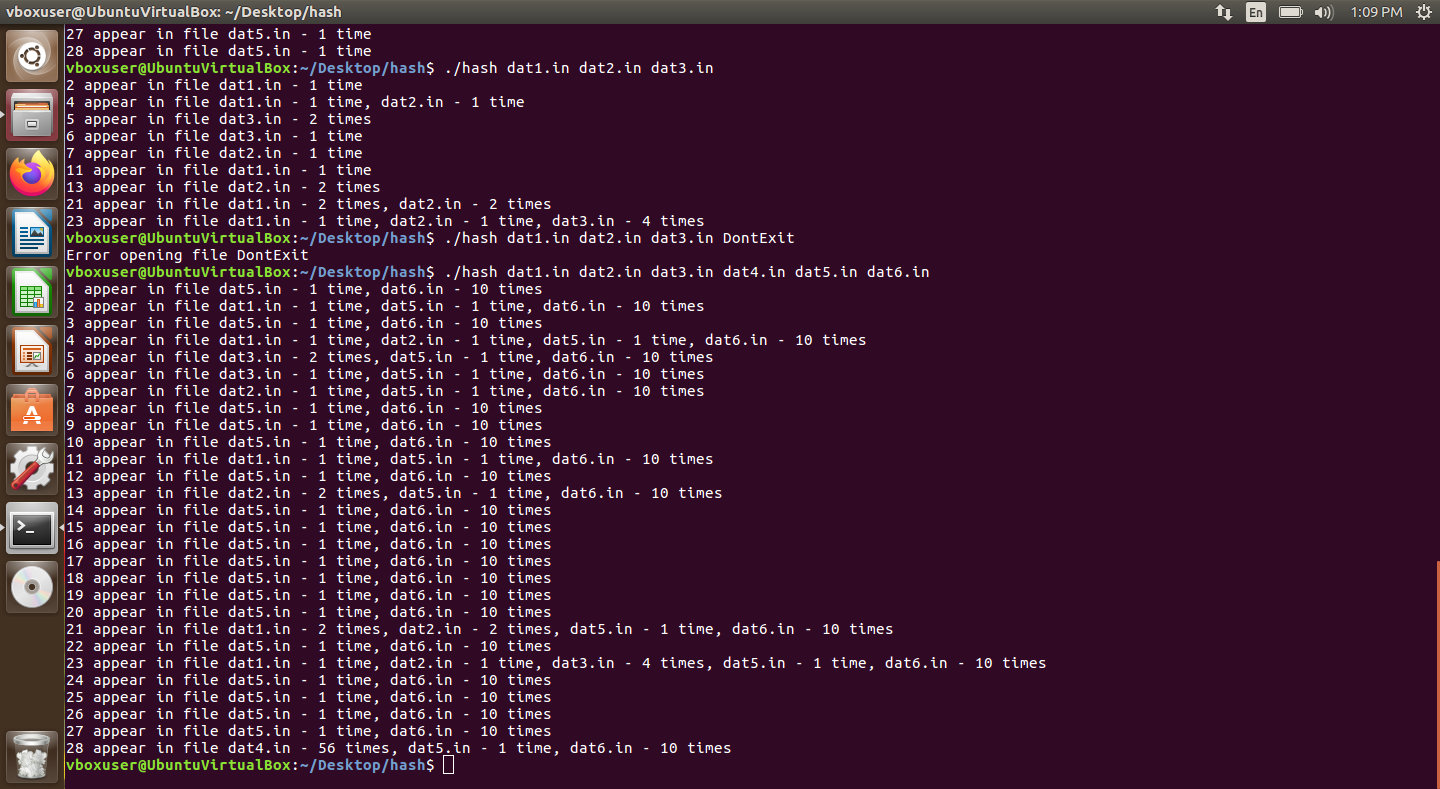 vboxuser@UbuntuVirtualBox: ~/Desktop/hash
En
1:09 PM
27 appear in file dat5.in - 1 time
28 appear in file dat5.in - 1 time
vboxuser@UbuntuVirtualBox:~/Desktop/hash$ ./hash dat1.in dat2.in dat3.in
2 appear in file dat1.in - 1 time
4 appear in file dat1.in - 1 time, dat2.in - 1 time
5 appear in file dat3.in - 2 times
6 appear in file dat3.in - 1 time
7 appear in file dat2.in - 1 time
11 appear in file dat1.in - 1 time
13 appear in file dat2.in - 2 times
21 appear in file dat1.in - 2 times, dat2.in - 2 times
23 appear in file dat1.in - 1 time, dat2.in - 1 time, dat3.in - 4 times
vboxuser@UbuntuVirtualBox:~/Desktop/hash$ ./hash dat1.in dat2.in dat3.in DontExit
Error opening file DontExit
vboxuser@UbuntuVirtualBox:~/Desktop/hash$ ./hash dat1.in dat2.in dat3.in dat4.in dat5.in dat6.in
1 appear in file dat5.in - 1 time, dat6.in - 10 times
2 appear in file dat1.in - 1 time, dat5.in - 1 time, dat6.in - 10 times
3 appear in file dat5.in - 1 time, dat6.in - 10 times
4 appear in file dat1.in - 1 time, dat2.in - 1 time, dat5.in - 1 time, dat6.in - 10 times
5 appear in file dat3.in - 2 times, dat5.in - 1 time, dat6.in - 10 times
6 appear in file dat3.in - 1 time, dat5.in - 1 time, dat6.in - 10 times
7 appear in file dat2.in - 1 time, dat5.in - 1 time, dat6.in - 10 times
8 appear in file dat5.in - 1 time, dat6.in - 10 times
9 appear in file dat5.in - 1 time, dat6.in - 10 times
10 appear in file dat5.in - 1 time, dat6.in - 10 times
11 appear in file dat1.in - 1 time, dat5.in - 1 time, dat6.in - 10 times
12 appear in file dat5.in - 1 time, dat6.in - 10 times
13 appear in file dat2.in - 2 times, dat5.in - 1 time, dat6.in - 10 times
14 appear in file dat5.in - 1 time, dat6.in - 10 times
15 appear in file dat5.in - 1 time, dat6.in - 10 times
16 appear in file dat5.in - 1 time, dat6.in - 10 times
17 appear in file dat5.in - 1 time, dat6.in - 10 times
18 appear in file dat5.in - 1 time, dat6.in - 10 times
19 appear in file dat5.in - 1 time, dat6.in - 10 times
20 appear in file dat5.in - 1 time, dat6.in - 10 times
21 appear in file dat1.in - 2 times, dat2.in - 2 times, dat5.in - 1 time, dat6.in - 10 times
22 appear in file dat5.in - 1 time, dat6.in - 10 times
23 appear in file dat1.in - 1 time, dat2.in - 1 time, dat3.in - 4 times, dat5.in - 1 time, dat6.in - 10 times
24 appear in file dat5.in - 1 time, dat6.in - 10 times
25 appear in file dat5.in - 1 time, dat6.in - 10 times
26 appear in file dat5.in - 1 time, dat6.in - 10 times
27 appear in file dat5.in - 1 time, dat6.in - 10 times
28 appear in file dat4.in - 56 times, dat5.in - 1 time, dat6.in - 10 times
vboxuser@UbuntuVirtualBox:~/Desktop/hash$